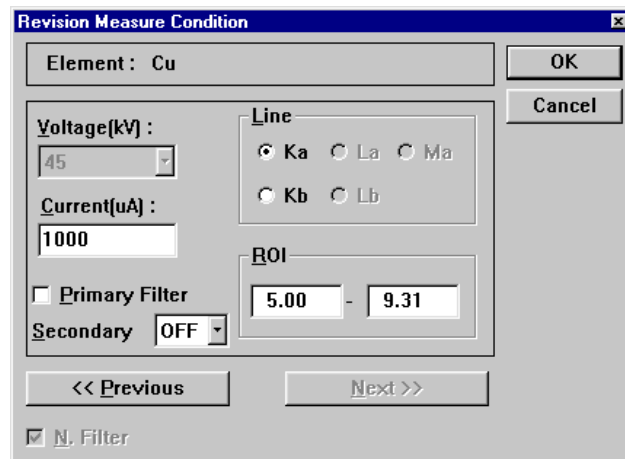 Revision Measure Condition
Element : Cu
OK
Cancel
Voltage(kV) :
45
Current(uA) :
1000
Primary Filter
Secondary OFF
Line
Ka La Ma
Kb Lb
ROI
5.00 - 9.31
<< Previous
Next >>
N. Filter